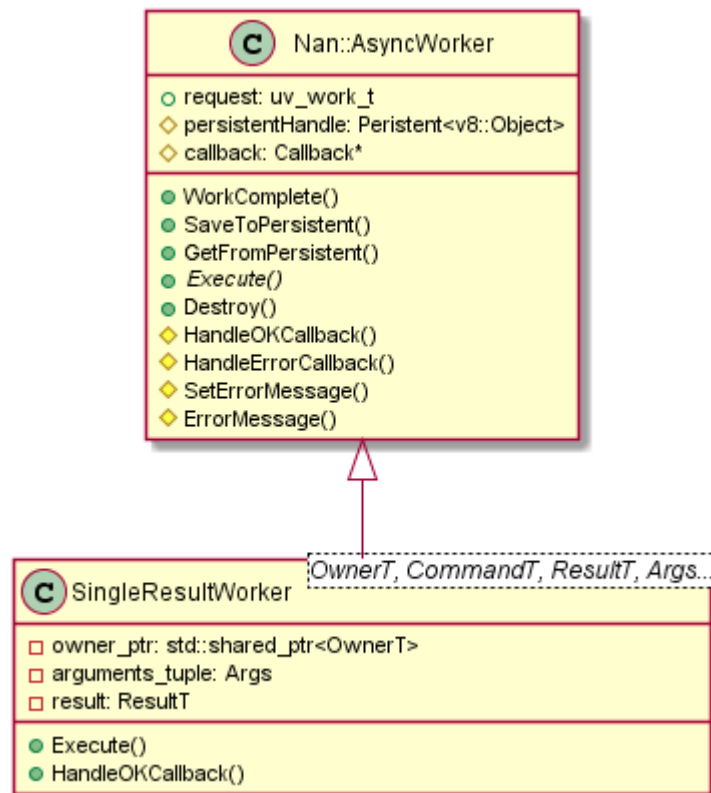 C Nan::AsyncWorker
request: uv_work_t
persistentHandle: Peristent<v8::Object>
callback: Callback*
WorkComplete()
SaveToPersistent()
GetFromPersistent()
Execute()
Destroy()
HandleOKCallback()
HandleErrorCallback()
SetErrorMessage()
ErrorMessage()
OwnerT, CommandT, ResultT, Args...
C SingleResultWorker
owner_ptr: std::shared_ptr<OwnerT>
arguments_tuple: Args
result: ResultT
Execute()
HandleOKCallback()